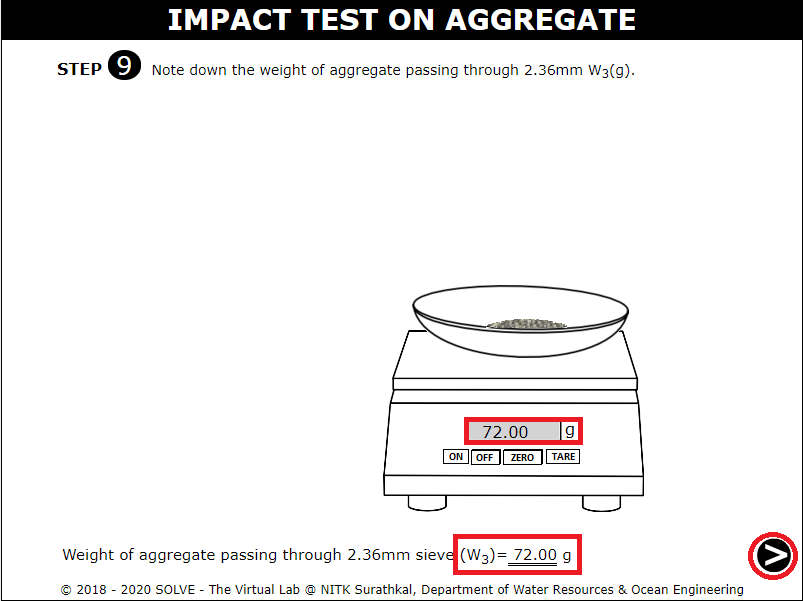 IMPACT TEST ON AGGREGATE
STEP 9 Note down the weight of aggregate passing through 2.36mm W3(g).
72.00 g
ON OFF ZERO TARE
Weight of aggregate passing through 2.36mm sieve (W3)= 72.00 g
>
© 2018 - 2020 SOLVE - The Virtual Lab @ NITK Surathkal, Department of Water Resources & Ocean Engineering